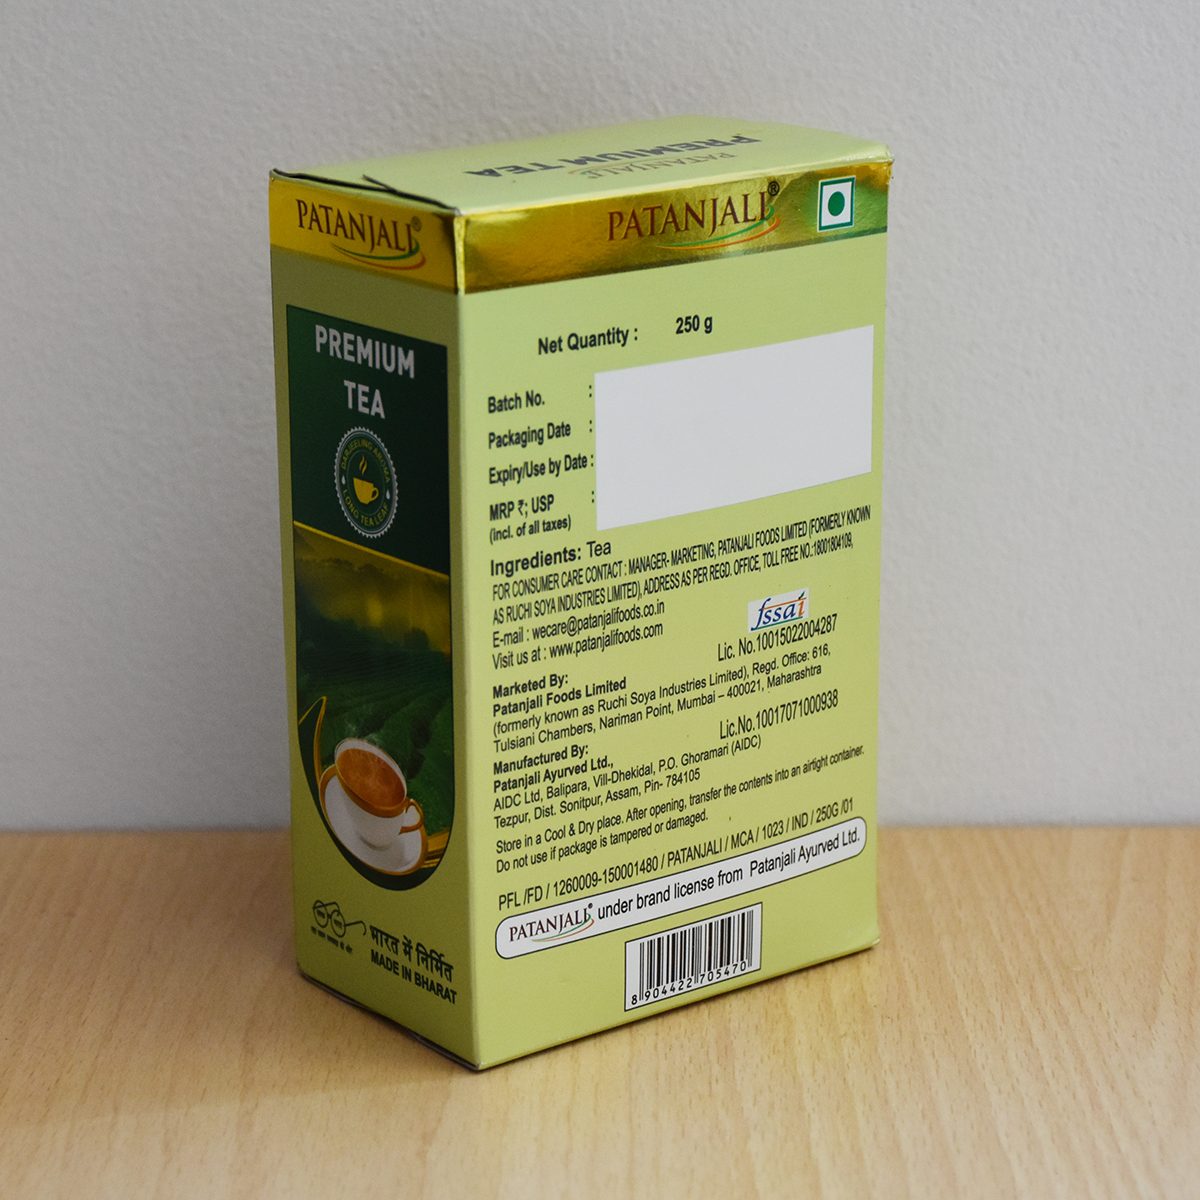 PREMIUM TEA
PATANJALI
PATANJALI®
PREMIUM
TEA
DARJEELING AROMA
LONG TEA LEAF
भारत में निर्मित
MADE IN BHARAT
PATANJALI®
Net Quantity : 250 g
Batch No. :
Packaging Date :
Expiry/Use by Date :
MRP ₹; USP :
(incl. of all taxes)
Ingredients: Tea
FOR CONSUMER CARE CONTACT : MANAGER- MARKETING, PATANJALI FOODS LIMITED (FORMERLY KNOWN
AS RUCHI SOYA INDUSTRIES LIMITED), ADDRESS AS PER REGD. OFFICE, TOLL FREE NO.:18001804109,
E-mail : wecare@patanjalifoods.co.in
Visit us at : www.patanjalifoods.com
fssai
Lic. No.10015022004287
Marketed By:
Patanjali Foods Limited
(formerly known as Ruchi Soya Industries Limited), Regd. Office: 616,
Tulsiani Chambers, Nariman Point, Mumbai – 400021, Maharashtra
Lic.No.10017071000938
Manufactured By:
Patanjali Ayurved Ltd.,
AIDC Ltd, Balipara, Vill-Dhekidal, P.O. Ghoramari (AIDC)
Tezpur, Dist. Sonitpur, Assam, Pin- 784105
Store in a Cool & Dry place. After opening, transfer the contents into an airtight container.
Do not use if package is tampered or damaged.
PFL /FD / 1260009-150001480 / PATANJALI / MCA / 1023 / IND / 250G /01
PATANJALI® under brand license from Patanjali Ayurved Ltd.
8 904422 705470